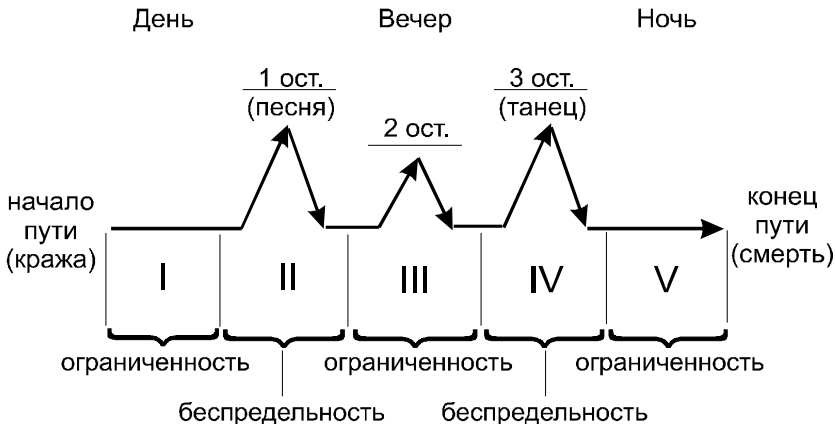 День Вечер Ночь
1 ост.
(песня)
2 ост.
3 ост.
(танец)
начало
пути
(кража)
конец
пути
(смерть)
I II III IV V
ограниченность ограниченность ограниченность
беспредельность беспредельность